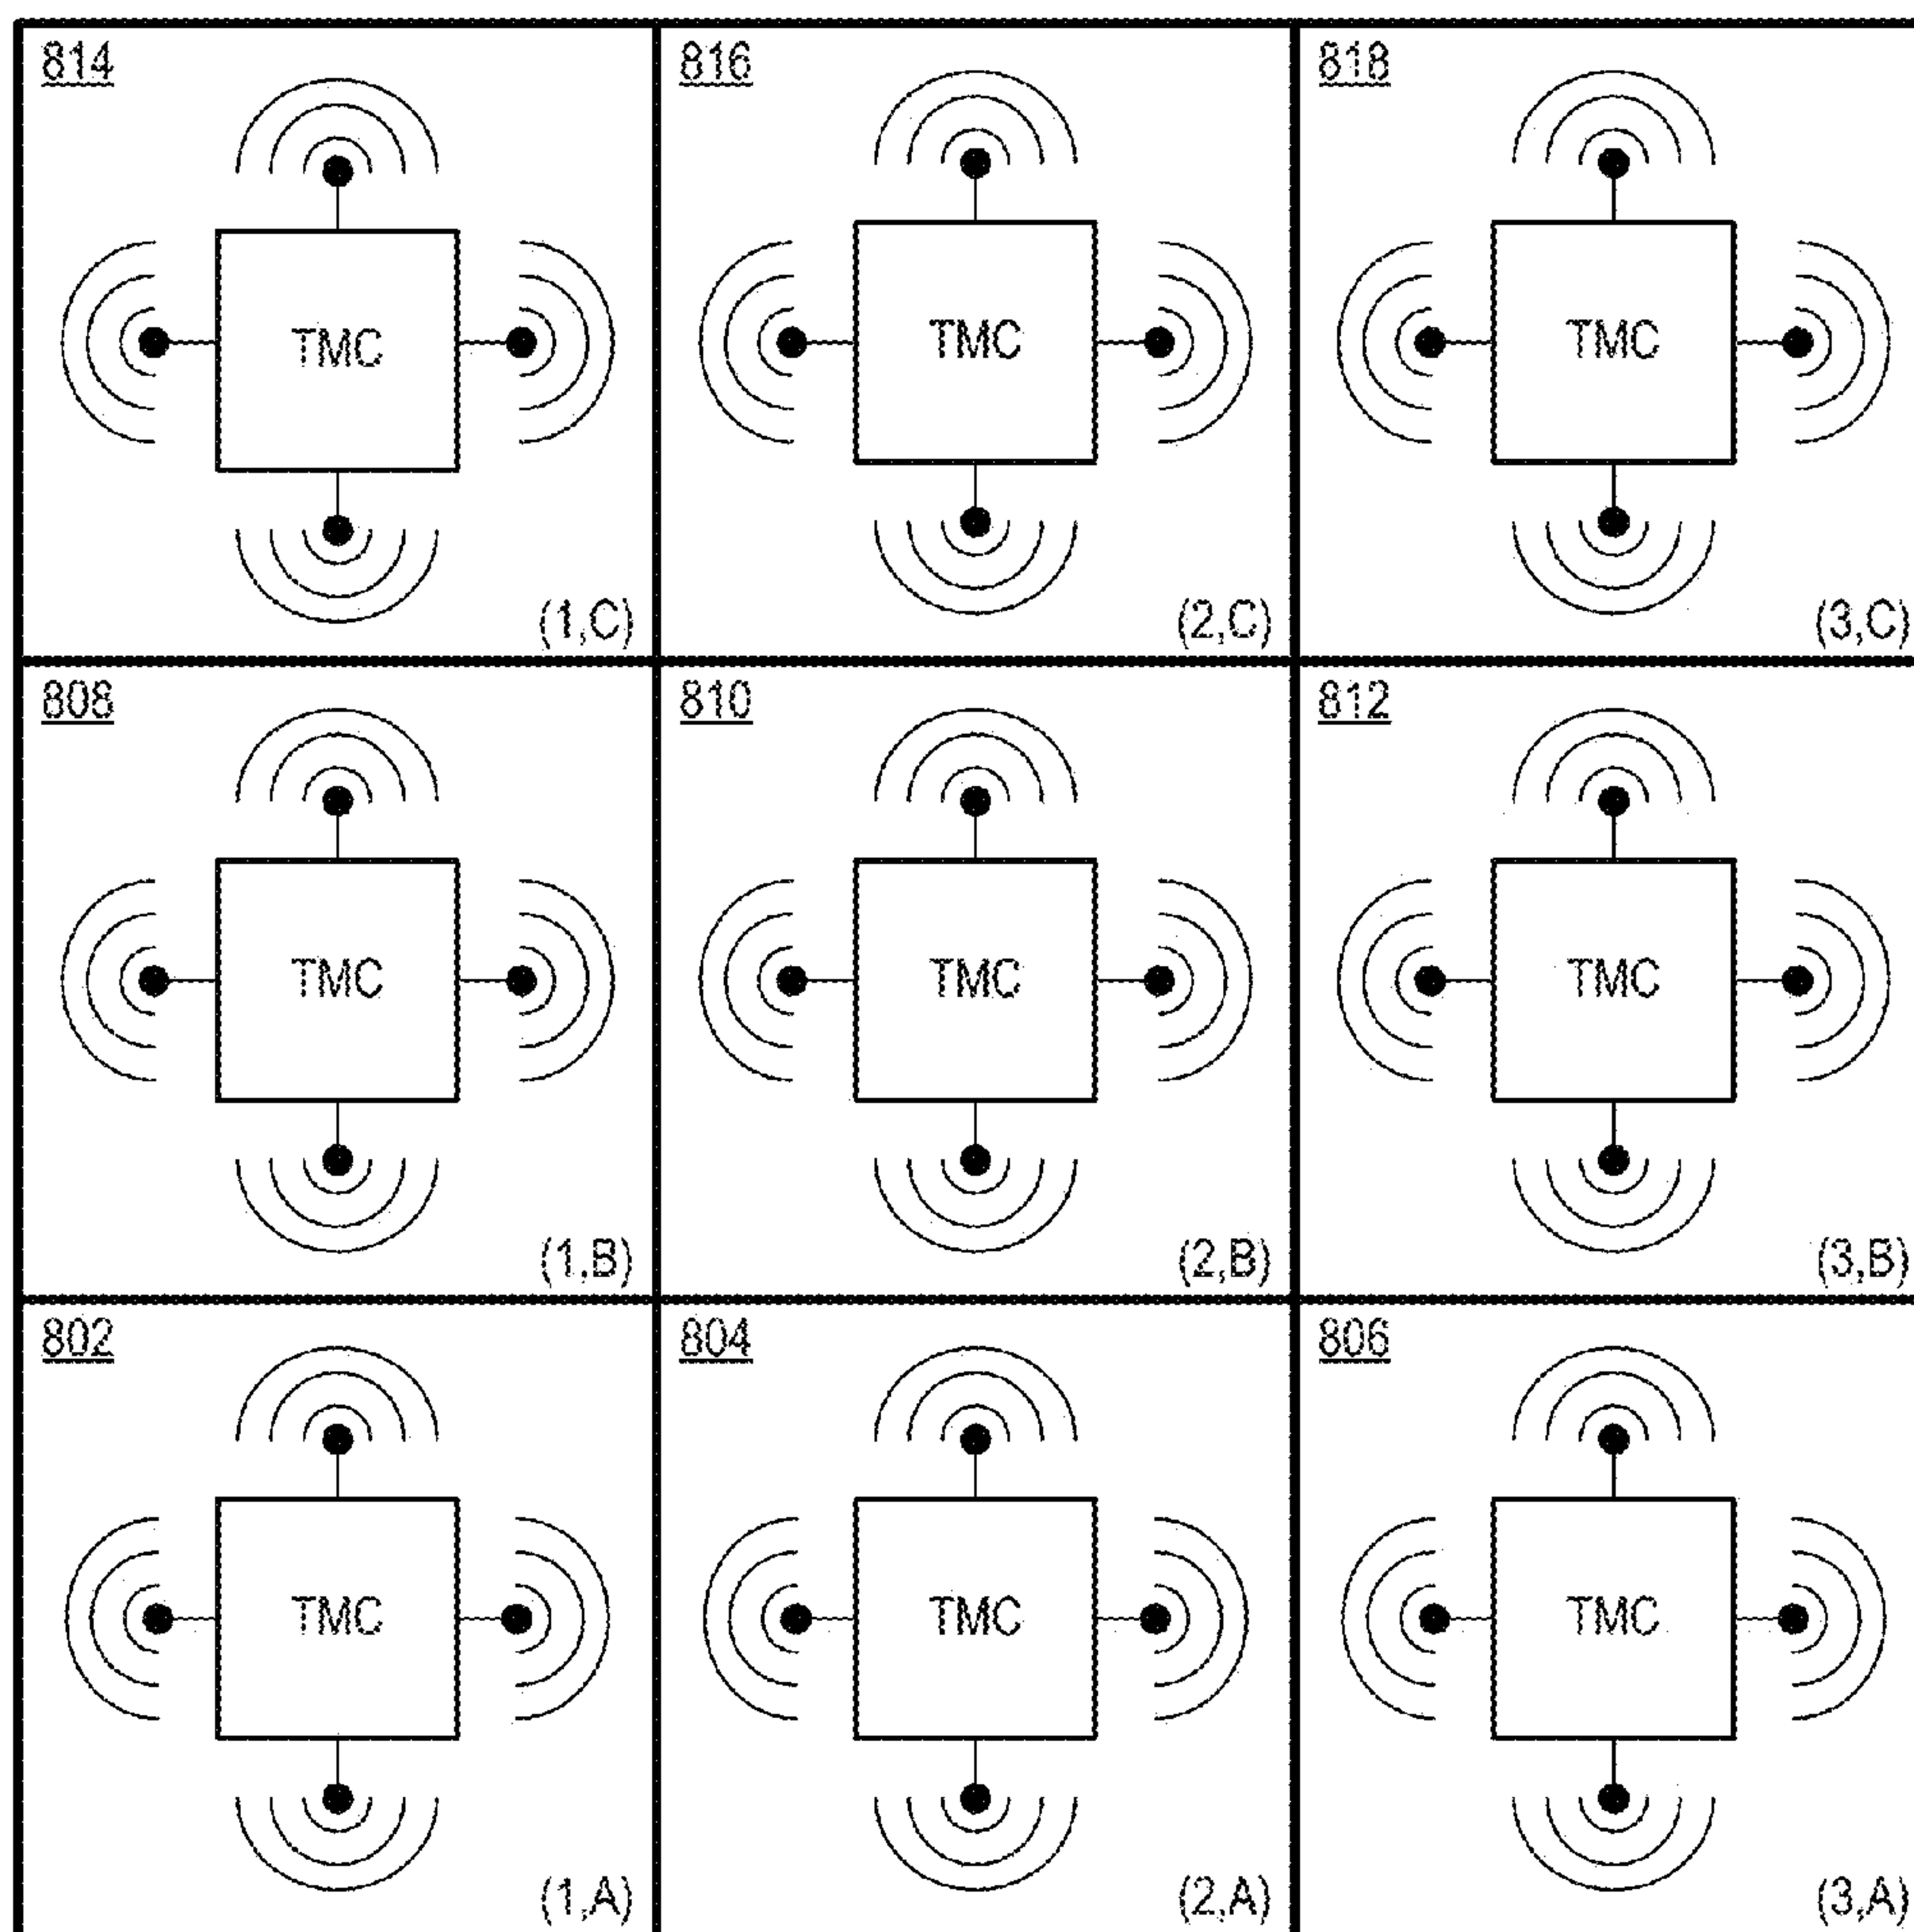 814
816
818
TMC
TMC
TMC
(1,C)
(2,C)
(3,C)
808
810
812
TMC
TMC
TMC
(1,B)
(2,B)
(3,B)
802
804
806
TMC
TMC
TMC
(1,A)
(2,A)
(3,A)